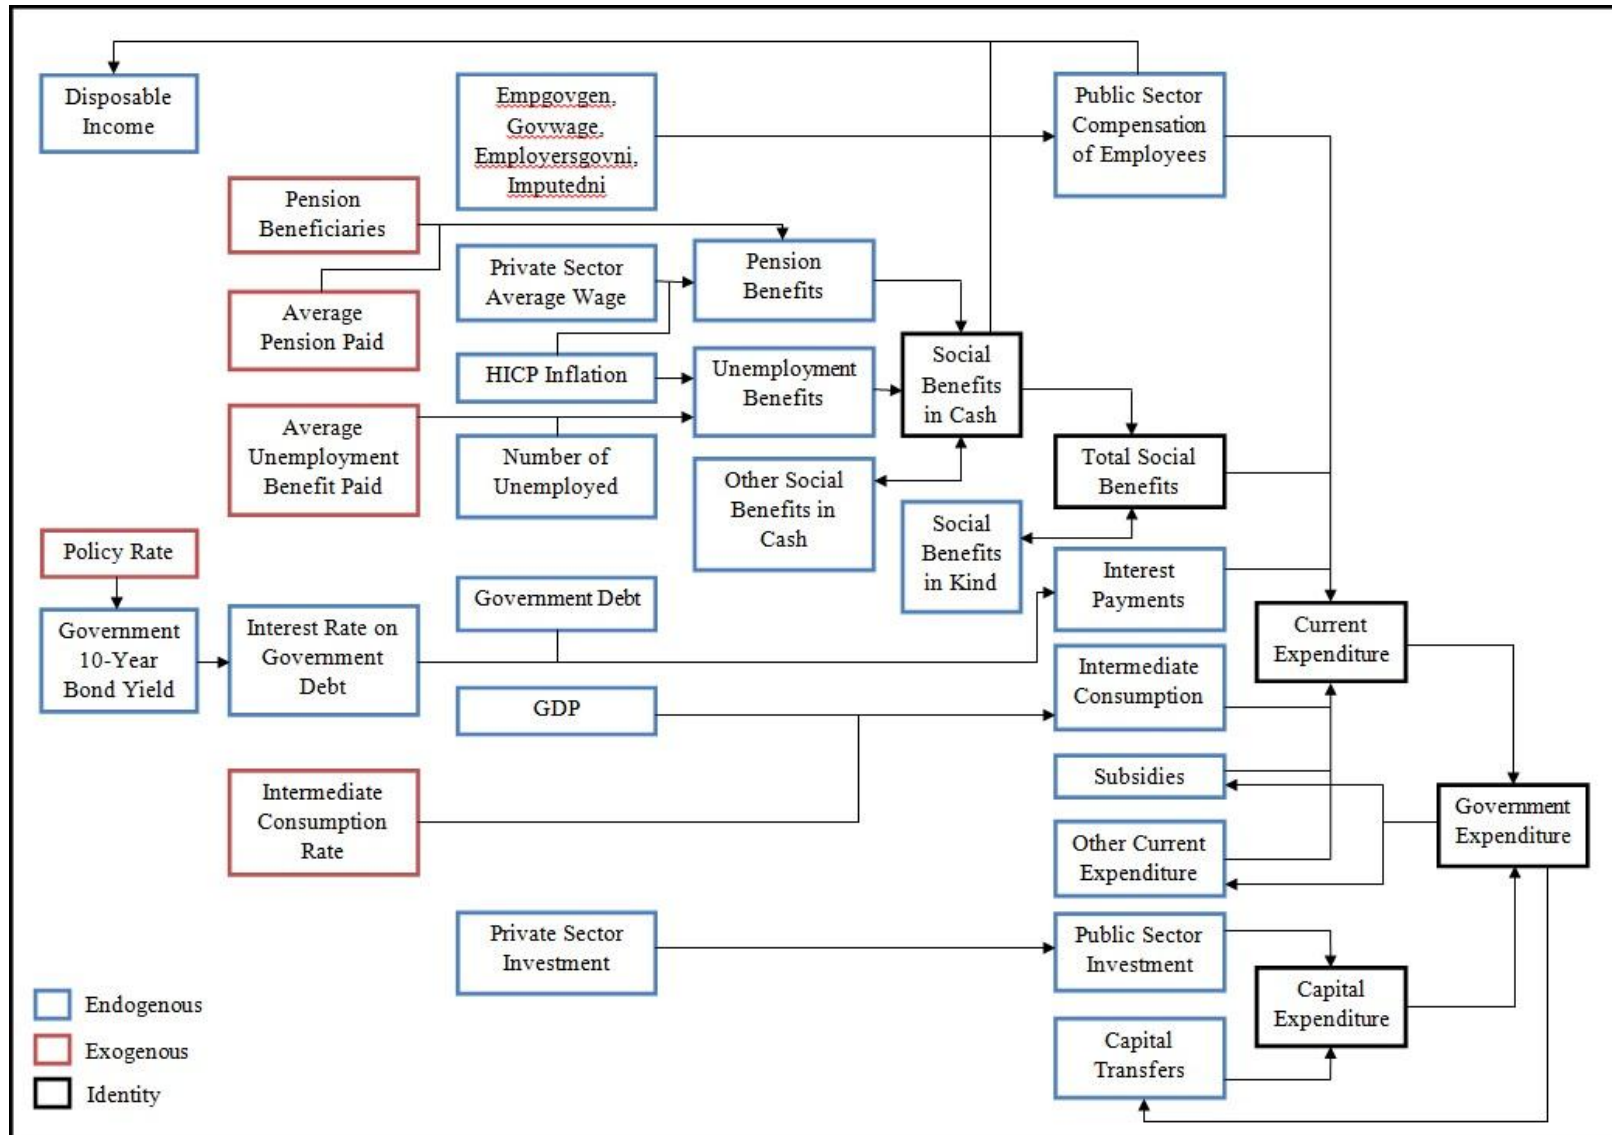 Disposable
Income
Empgovgen,
Govwage,
Employersgovni,
Imputedni
Public Sector
Compensation
of Employees
Pension
Beneficiaries
Private Sector
Average Wage
Pension
Benefits
Average
Pension Paid
HICP Inflation
Unemployment
Benefits
Social
Benefits
in Cash
Average
Unemployment
Benefit Paid
Number of
Unemployed
Other Social
Benefits in
Cash
Total Social
Benefits
Social
Benefits
in Kind
Policy Rate
Government
10-Year
Bond Yield
Interest Rate on
Government
Debt
Government Debt
Interest
Payments
Current
Expenditure
GDP
Intermediate
Consumption
Intermediate
Consumption
Rate
Subsidies
Government
Expenditure
Other Current
Expenditure
Private Sector
Investment
Public Sector
Investment
Capital
Expenditure
Capital
Transfers
Endogenous
Exogenous
Identity